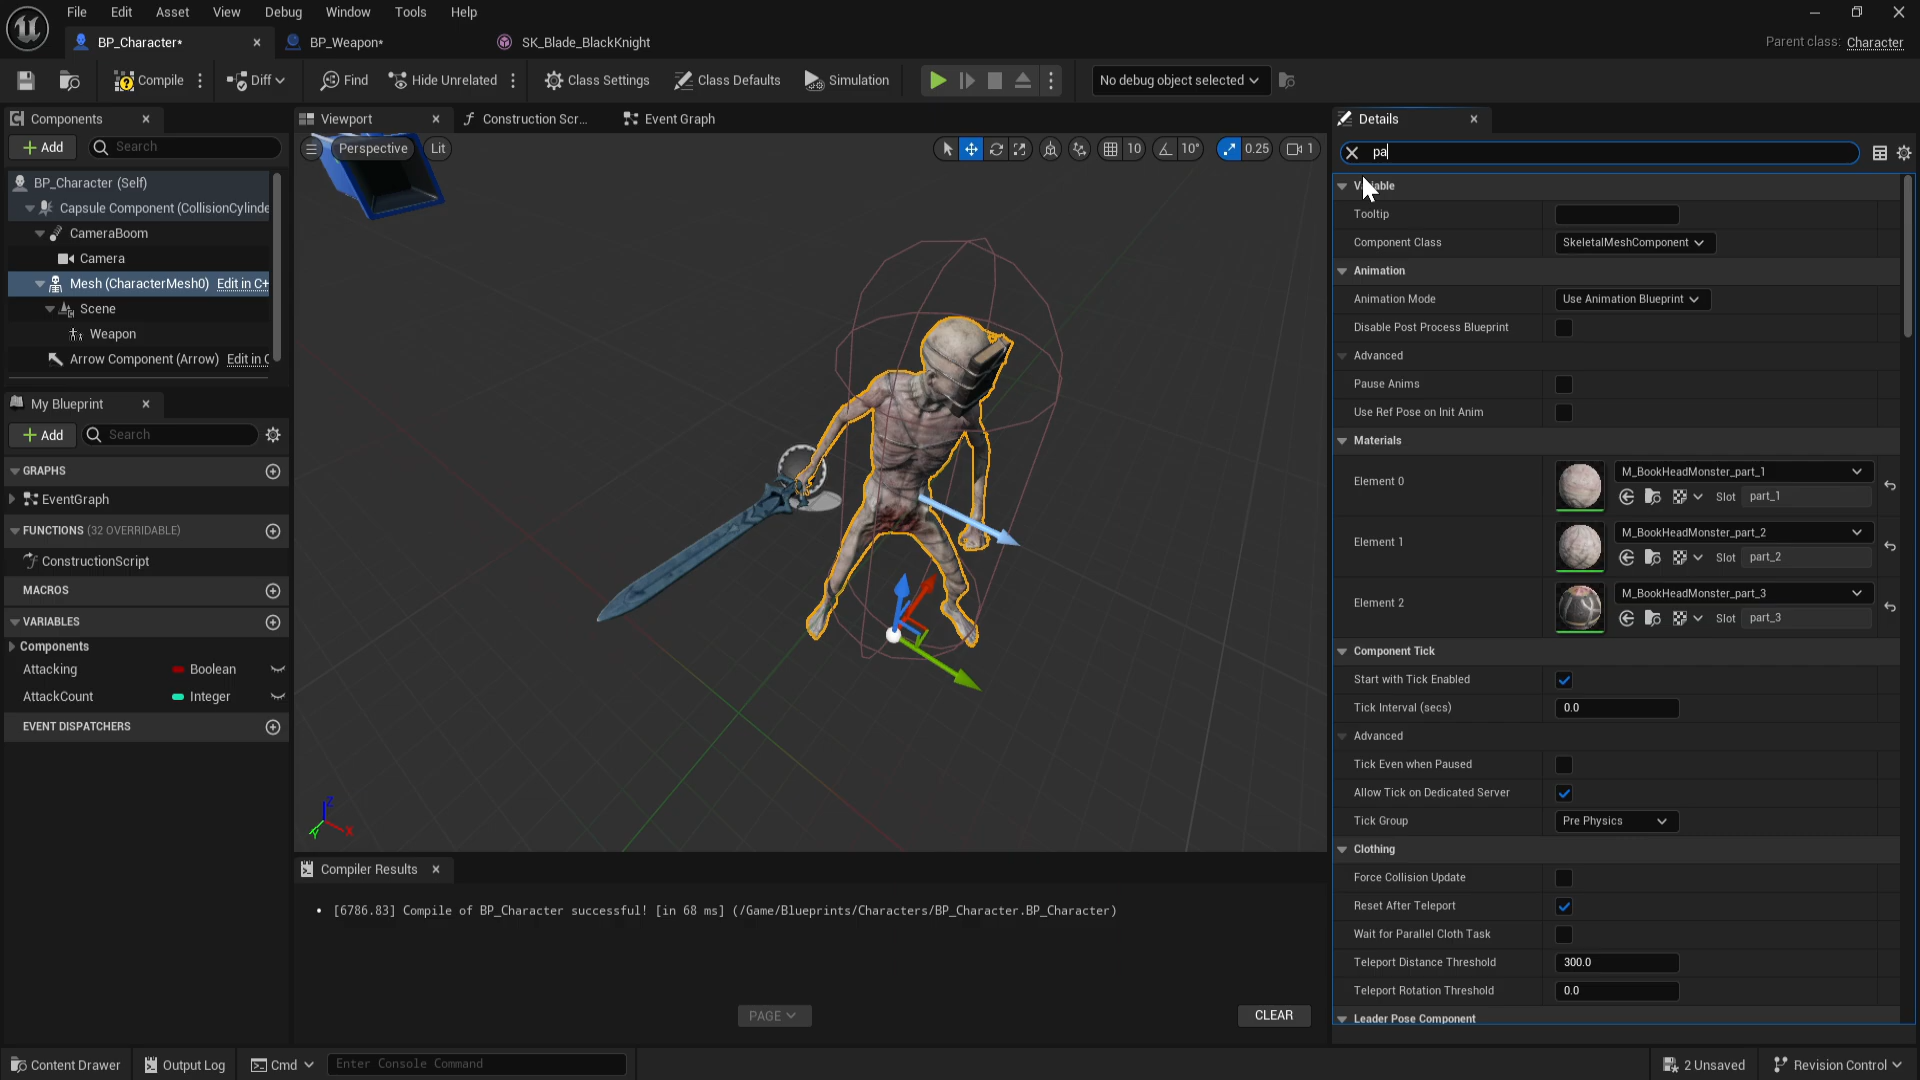 File Edit Asset View Debug Window Tools Help
BP_Character* BP_Weapon* SK_Blade_BlackKnight
Parent class: Character
Compile Diff Find Hide Unrelated Class Settings Class Defaults Simulation No debug object selected
Components
Add Search
BP_Character (Self)
Capsule Component (CollisionCylinde
CameraBoom
Camera
Mesh (CharacterMesh0) Edit in C+
Scene
Weapon
Arrow Component (Arrow) Edit in C
My Blueprint
Add Search
GRAPHS
EventGraph
FUNCTIONS (32 OVERRIDABLE)
ConstructionScript
MACROS
VARIABLES
Components
Attacking Boolean
AttackCount Integer
EVENT DISPATCHERS
Viewport Construction Scr... Event Graph
Perspective Lit 10 10° 0.25 1
Z
X
Y
Compiler Results
[6786.83] Compile of BP_Character successful! [in 68 ms] (/Game/Blueprints/Characters/BP_Character.BP_Character)
PAGE CLEAR
Details
pa
Variable
Tooltip
Component Class SkeletalMeshComponent
Animation
Animation Mode Use Animation Blueprint
Disable Post Process Blueprint
Advanced
Pause Anims
Use Ref Pose on Init Anim
Materials
Element 0 M_BookHeadMonster_part_1
Slot part_1
Element 1 M_BookHeadMonster_part_2
Slot part_2
Element 2 M_BookHeadMonster_part_3
Slot part_3
Component Tick
Start with Tick Enabled
Tick Interval (secs) 0.0
Advanced
Tick Even when Paused
Allow Tick on Dedicated Server
Tick Group Pre Physics
Clothing
Force Collision Update
Reset After Teleport
Wait for Parallel Cloth Task
Teleport Distance Threshold 300.0
Teleport Rotation Threshold 0.0
Leader Pose Component
Content Drawer Output Log Cmd Enter Console Command 2 Unsaved Revision Control